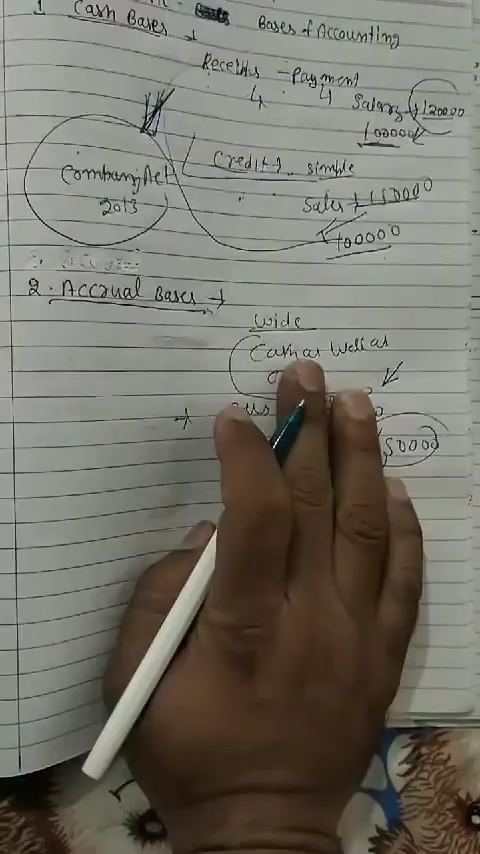 Bases of Accounting
1 Cash Bases →
Receipts - Payment
Salary → 120000
100000
Credit → simple
Company Act
2013
Sales → 150000
100000
2. Accrual Bases →
Wide
Cash as Well as
50000